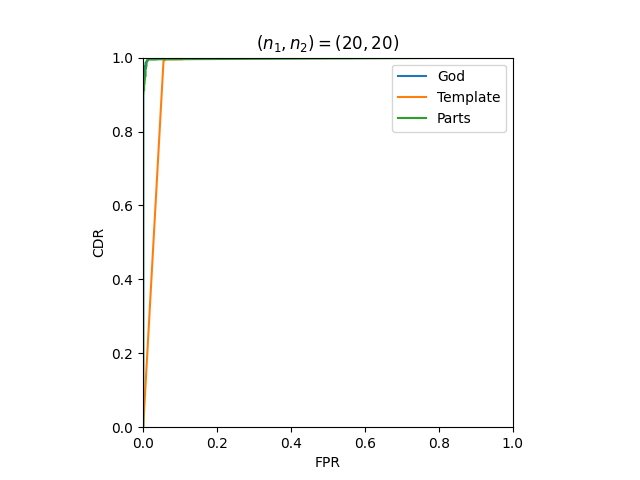 (n₁, n₂) = (20, 20)
God
Template
Parts
CDR
1.0
0.8
0.6
0.4
0.2
0.0
0.0 0.2 0.4 0.6 0.8 1.0
FPR